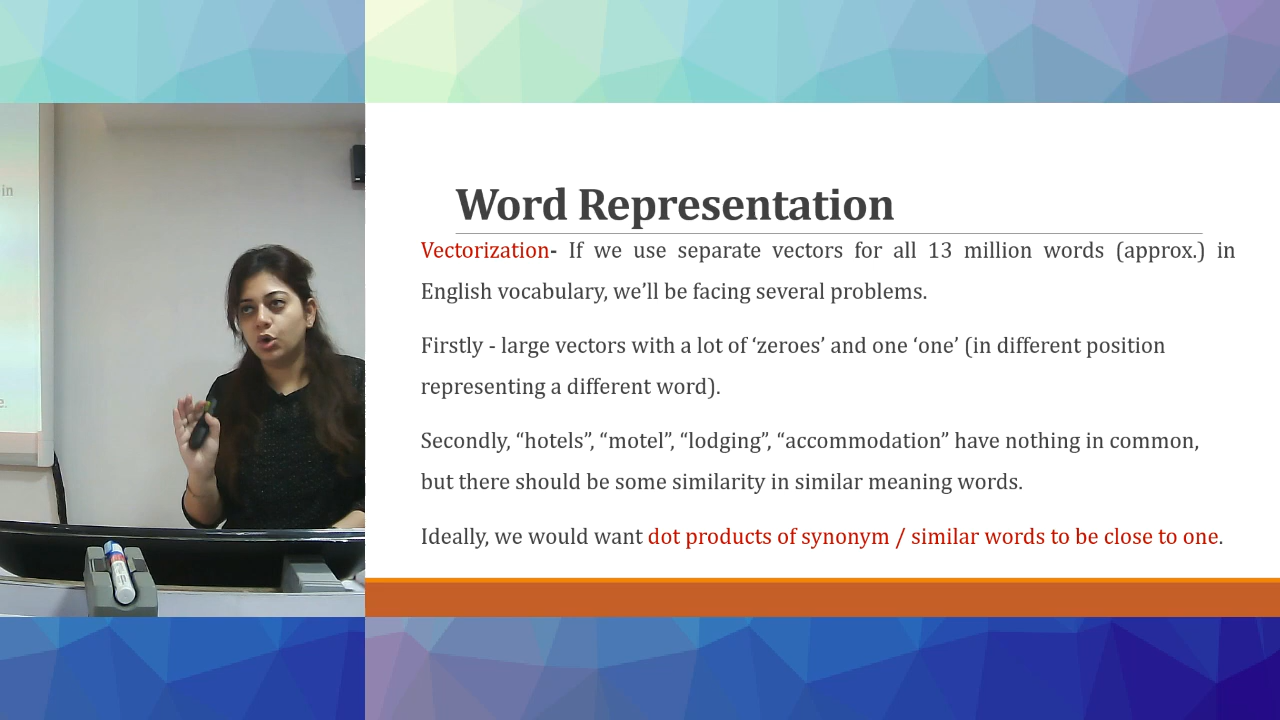 in
e.
Word Representation
Vectorization- If we use separate vectors for all 13 million words (approx.) in
English vocabulary, we’ll be facing several problems.
Firstly - large vectors with a lot of ‘zeroes’ and one ‘one’ (in different position
representing a different word).
Secondly, “hotels”, “motel”, “lodging”, “accommodation” have nothing in common,
but there should be some similarity in similar meaning words.
Ideally, we would want dot products of synonym / similar words to be close to one.